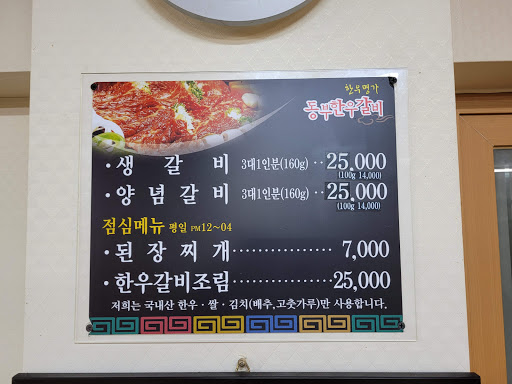 한우명가
동부한우갈비
· 생 갈 비 3대1인분(160g) ·· 25,000
(100g 14,000)
· 양념갈비 3대1인분(160g) ·· 25,000
(100g 14,000)
점심메뉴 평일 PM12~04
· 된장찌개 ················ 7,000
· 한우갈비조림 ············ 25,000
저희는 국내산 한우 · 쌀 · 김치(배추, 고춧가루)만 사용합니다.